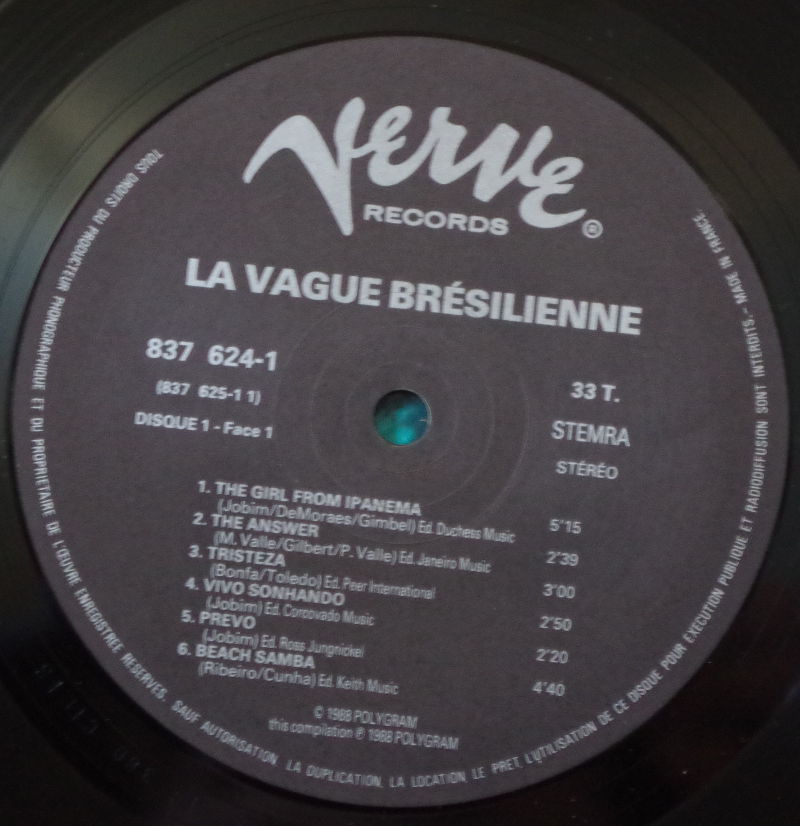 Verve
RECORDS ®
LA VAGUE BRÉSILIENNE
837 624-1
(837 625-1 1)
DISQUE 1 - Face 1
33 T.
STEMRA
STÉRÉO
1. THE GIRL FROM IPANEMA
(Jobim/DeMoraes/Gimbel) Ed. Duchess Music 5'15
2. THE ANSWER
(M. Valle/Gilbert/P. Valle) Ed. Janeiro Music 2'39
3. TRISTEZA
(Bonfa/Toledo) Ed. Peer International 3'00
4. VIVO SONHANDO
(Jobim) Ed. Corcovado Music 2'50
5. PREVO
(Jobim) Ed. Ross Jungnickel 2'20
6. BEACH SAMBA
(Ribeiro/Cunha) Ed. Keith Music 4'40
© 1988 POLYGRAM
this compilation ℗ 1988 POLYGRAM
TOUS DROITS DU PRODUCTEUR PHONOGRAPHIQUE ET DU PROPRIETAIRE DE L'ŒUVRE ENREGISTREE RESERVES. SAUF AUTORISATION LA DUPLICATION, LA LOCATION, LE PRET L'UTILISATION DE CE DISQUE POUR EXECUTION PUBLIQUE ET RADIODIFFUSION SONT INTERDITS. - MADE IN FRANCE